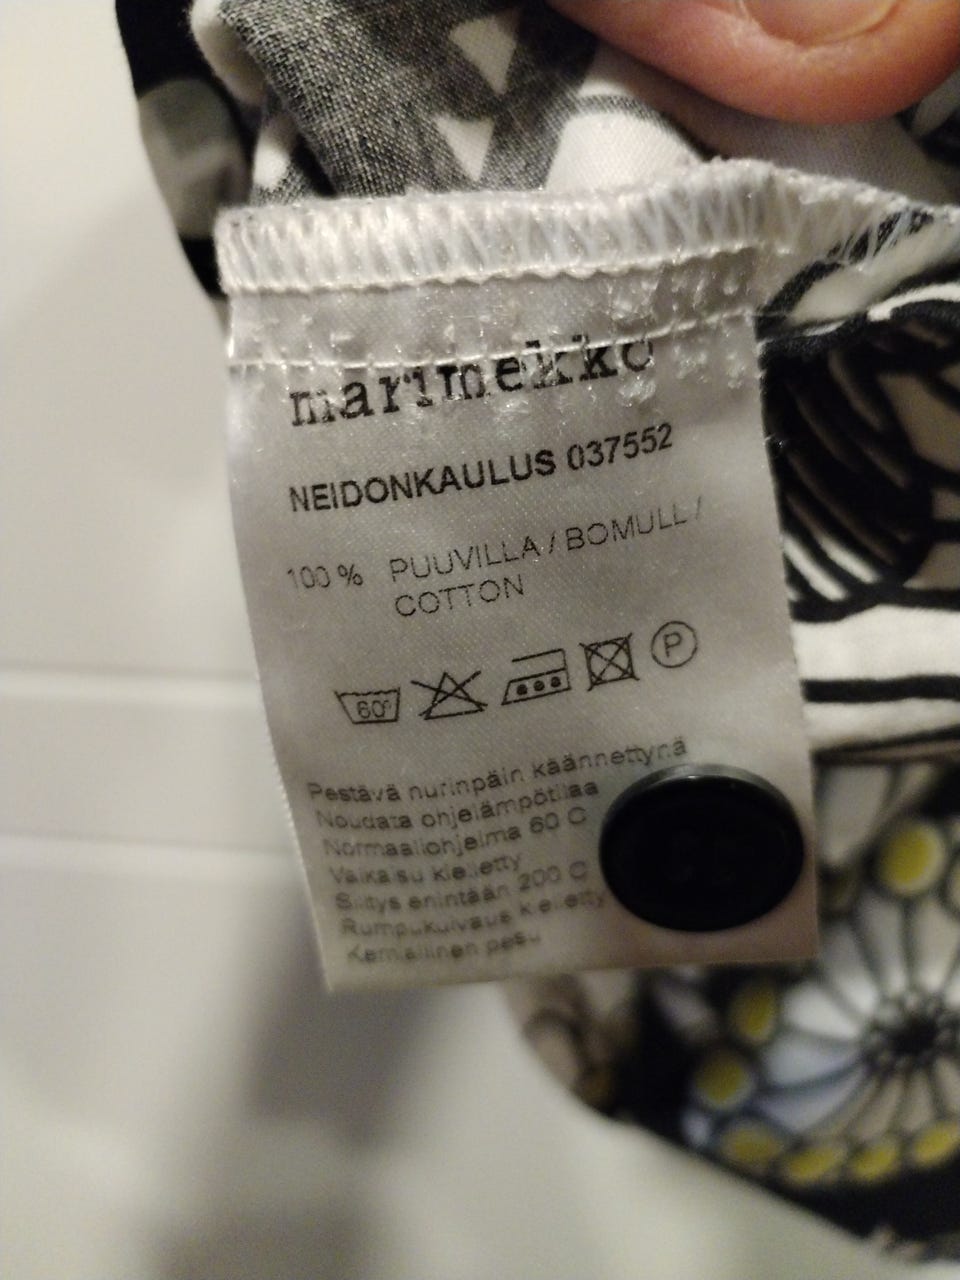 marimekko
NEIDONKAULUS 037552
100 % PUUVILLA / BOMULL /
COTTON
60° P
Pestävä nurinpäin käännettynä
Noudata ohjelämpötilaa
Normaaliohjelma 60 C
Valkaisu kielletty
Silitys enintään 200 C
Rumpukuivaus kielletty
Kemiallinen pesu